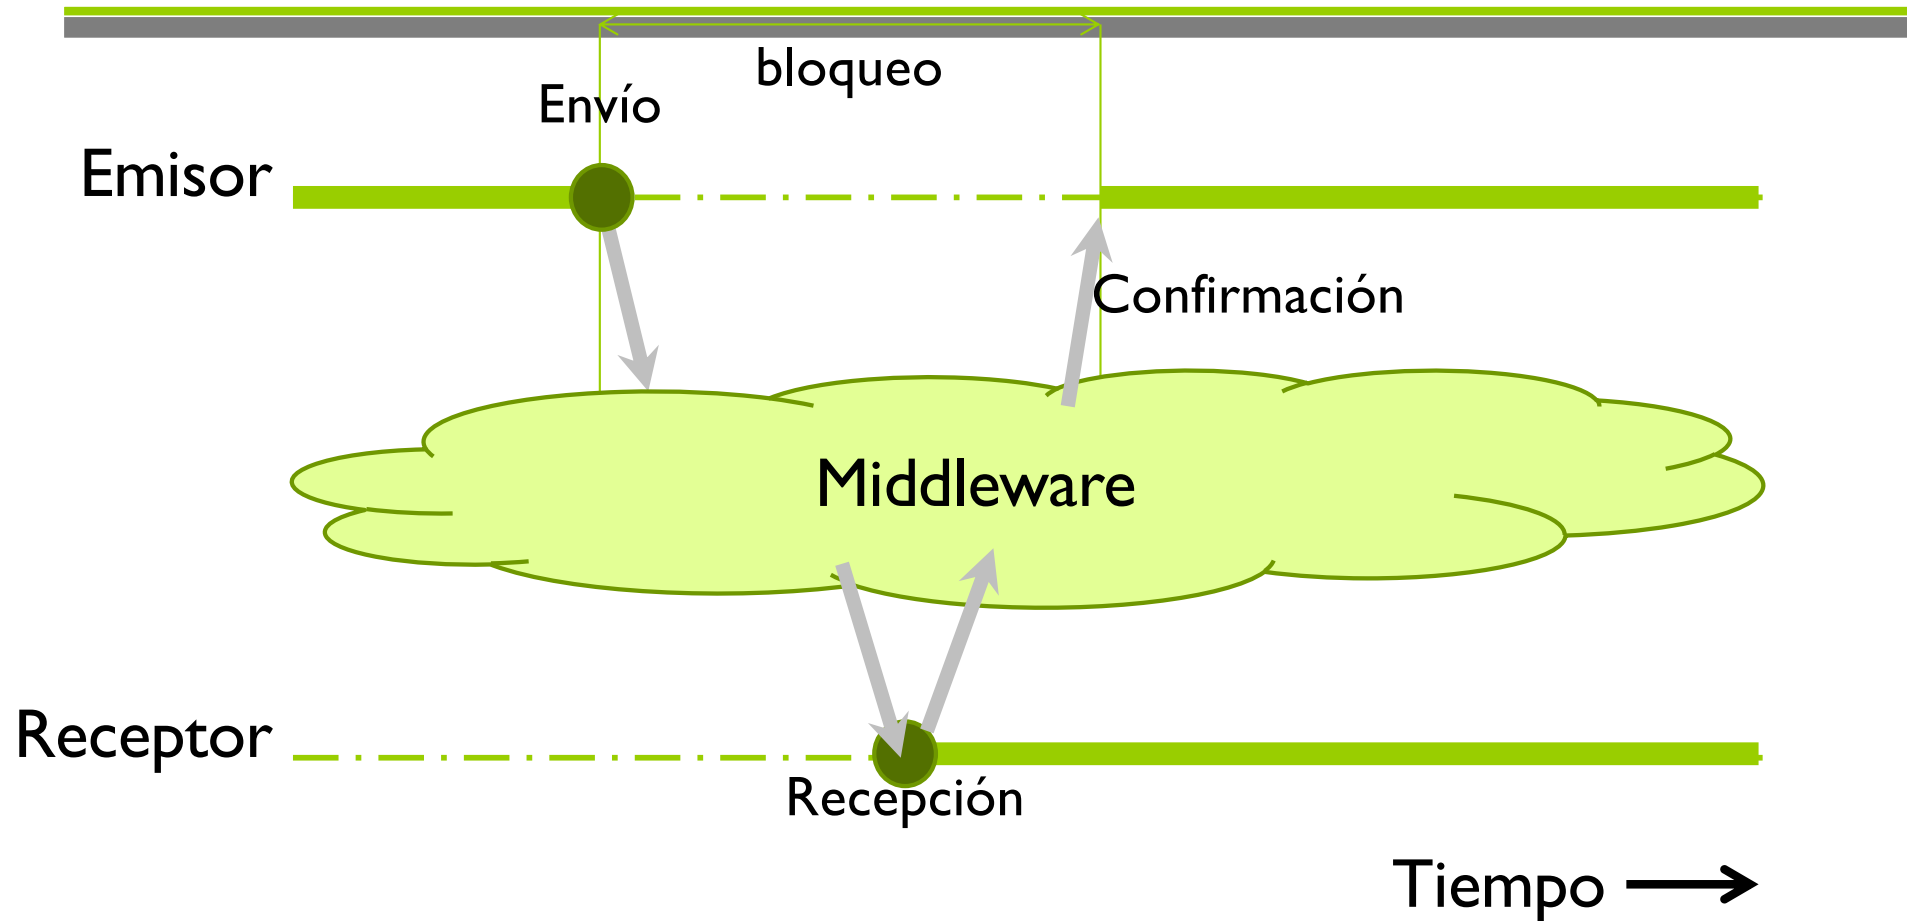 bloqueo
Envío
Emisor
Confirmación
Middleware
Receptor
Recepción
Tiempo